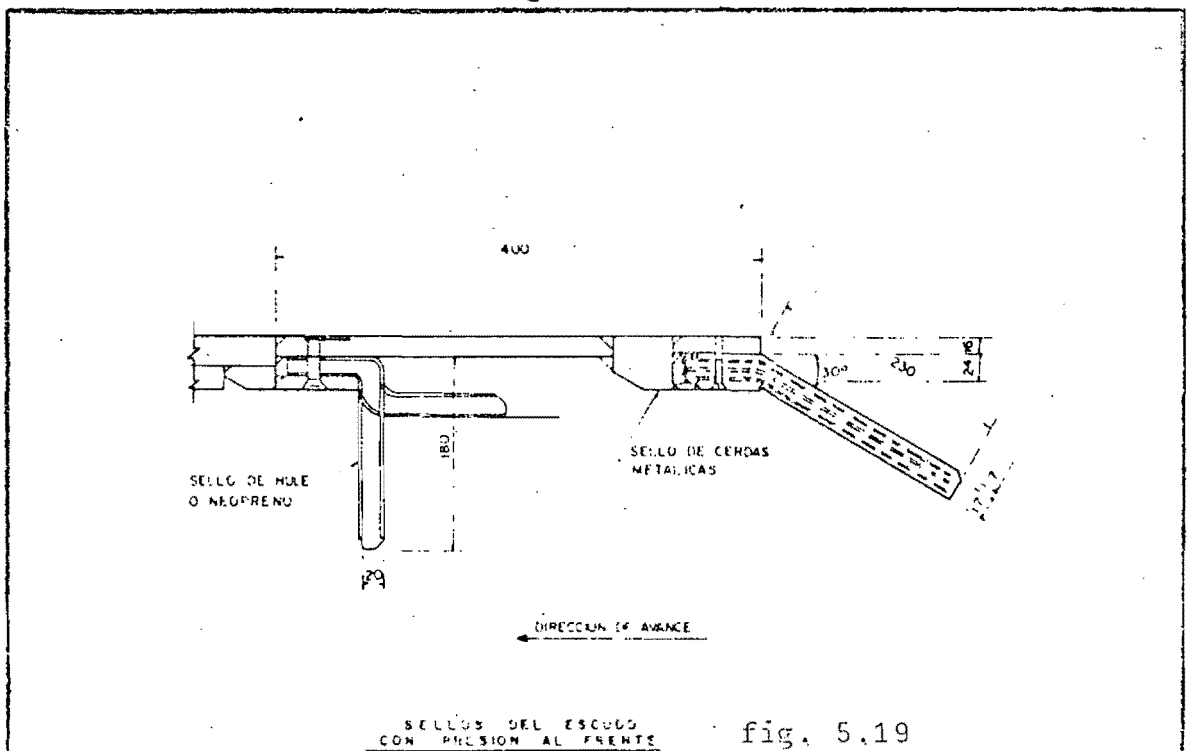 400
30°
230
24
180
SELLO DE HULE
O NEOPRENO
SELLO DE CERDAS
METALICAS
20
DIRECCION DE AVANCE
SELLOS DEL ESCUDO
CON PRESION AL FRENTE
fig. 5.19